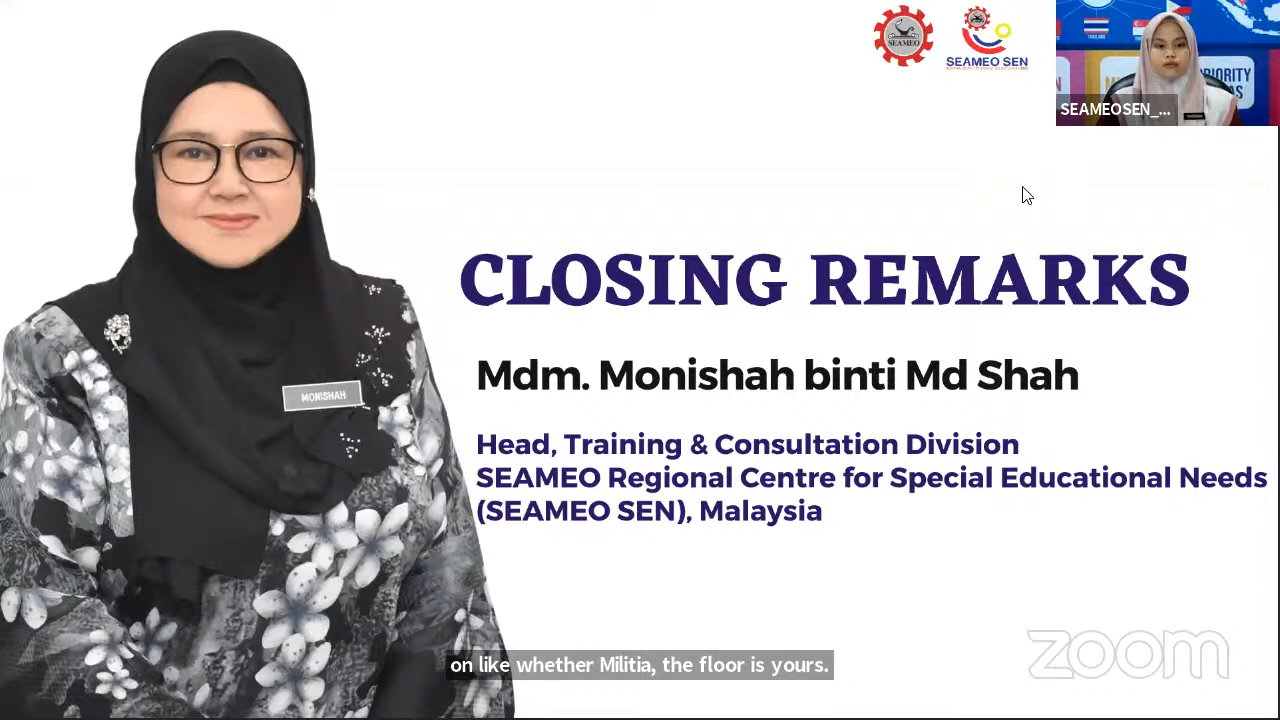 SEAMEO
SEAMEO SEN
SEAMEOSEN_...
CLOSING REMARKS
Mdm. Monishah binti Md Shah
MONISHAH
Head, Training & Consultation Division
SEAMEO Regional Centre for Special Educational Needs
(SEAMEO SEN), Malaysia
on like whether Militia, the floor is yours.
zoom